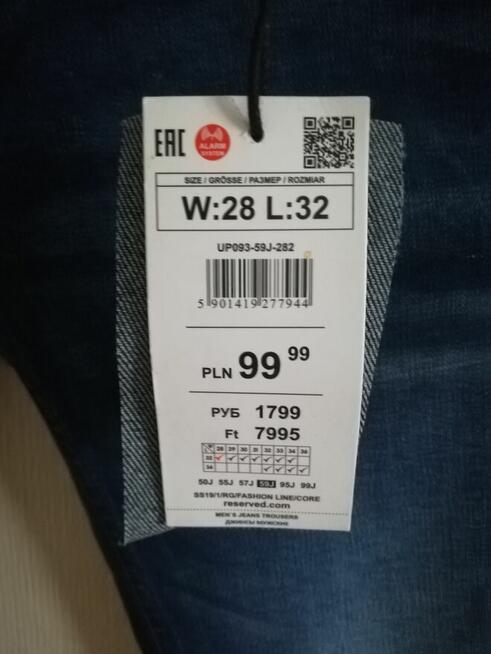 EAC
ALARM
SYSTEM
SIZE / GRÖSSE / РАЗМЕР / ROZMIAR
W:28 L:32
UP093-59J-282
5 901419 277944
PLN 99 99
РУБ 1799
Ft 7995
28 29 30 31 32 33 34 36
32
34
50J 55J 57J 59J 95J 99J
SS19/1/RG/FASHION LINE/CORE
reserved.com
MEN'S JEANS TROUSERS
ДЖИНСЫ МУЖСКИЕ